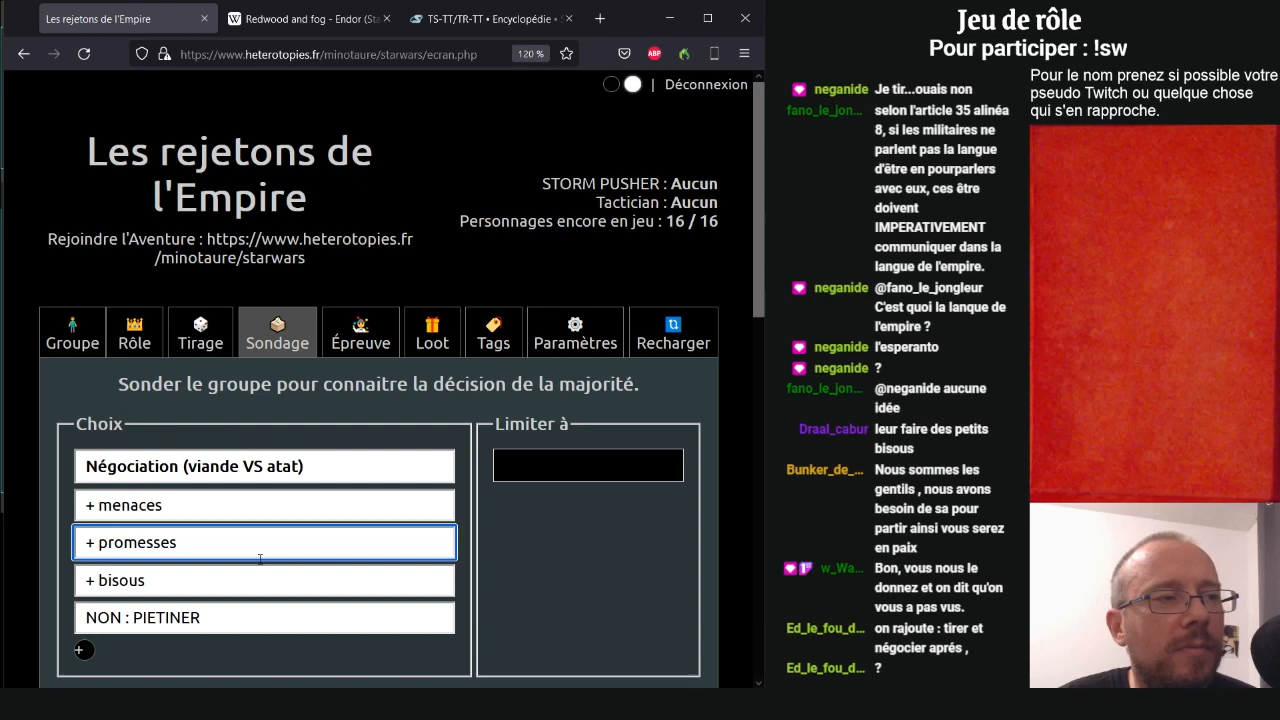 Les rejetons de l'Empire
Redwood and fog - Endor (Sta
TS-TT/TR-TT • Encyclopédie •
https://www.heterotopies.fr/minotaure/starwars/ecran.php
120 %
| Déconnexion
Les rejetons de
l'Empire
Rejoindre l'Aventure : https://www.heterotopies.fr
/minotaure/starwars
STORM PUSHER : Aucun
Tactician : Aucun
Personnages encore en jeu : 16 / 16
Groupe
Rôle
Tirage
Sondage
Épreuve
Loot
Tags
Paramètres
Recharger
Sonder le groupe pour connaitre la décision de la majorité.
Choix
Négociation (viande VS atat)
+ menaces
+ promesses
+ bisous
NON : PIETINER
+
Limiter à
Jeu de rôle
Pour participer : !sw
neganide Je tir...ouais non
fano_le_jon... selon l'article 35 alinéa
8, si les militaires ne
parlent pas la langue
d'être en pourparlers
avec eux, ces être
doivent
IMPERATIVEMENT
communiquer dans la
langue de l'empire.
neganide @fano_le_jongleur
C'est quoi la lanque de
l'empire ?
neganide l'esperanto
neganide ?
fano_le_jon... @neganide aucune
idée
Draal_cabur leur faire des petits
bisous
Bunker_de_... Nous sommes les
gentils , nous avons
besoin de sa pour
partir ainsi vous serez
en paix
w_Wa... Bon, vous nous le
donnez et on dit qu'on
vous a pas vus.
Ed_le_fou_d... on rajoute : tirer et
négocier aprés ,
Ed_le_fou_d... ?
Pour le nom prenez si possible votre
pseudo Twitch ou quelque chose
qui s'en rapproche.